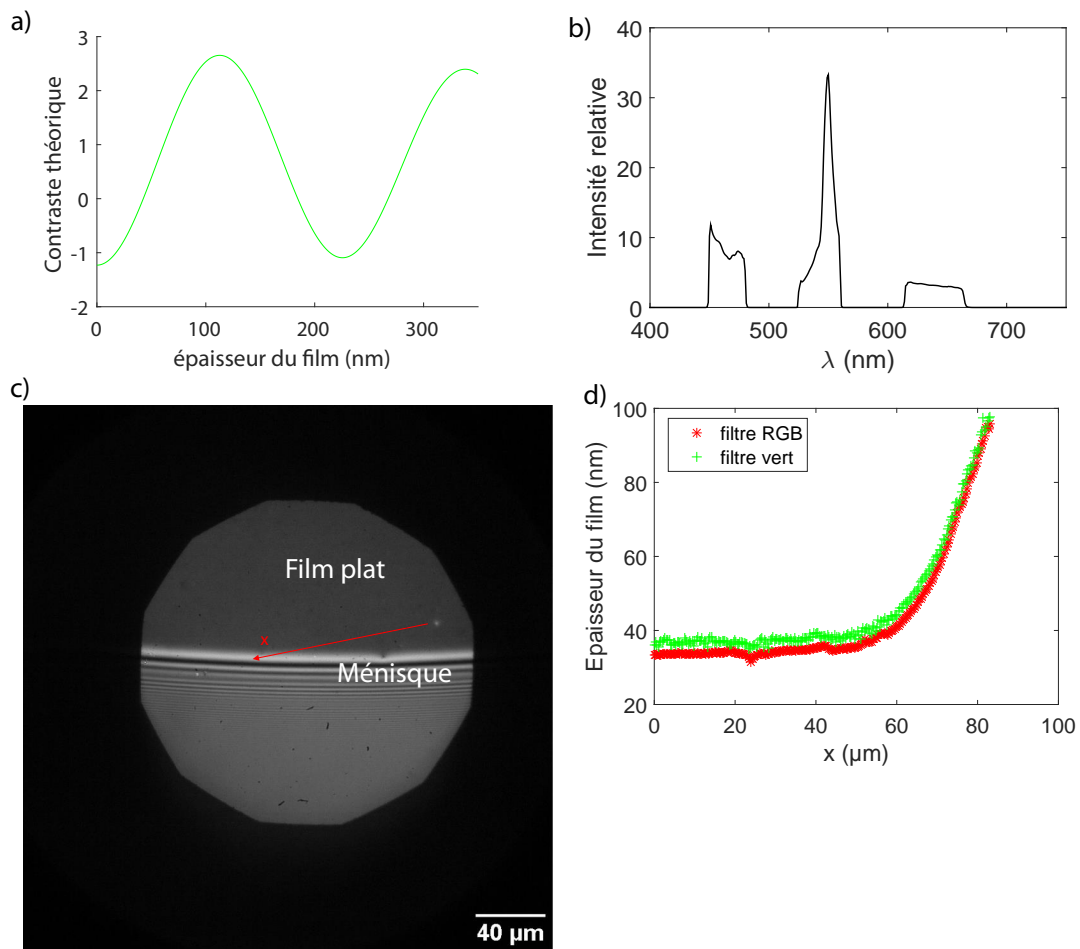 a)
3
2
1
0
-1
-2
Contraste théorique
0
100
200
300
épaisseur du film (nm)
b)
40
30
20
10
0
Intensité relative
400
500
600
700
λ (nm)
c)
Film plat
x
Ménisque
40 µm
d)
100
80
60
40
20
Epaisseur du film (nm)
filtre RGB
filtre vert
0
20
40
60
80
100
x (µm)